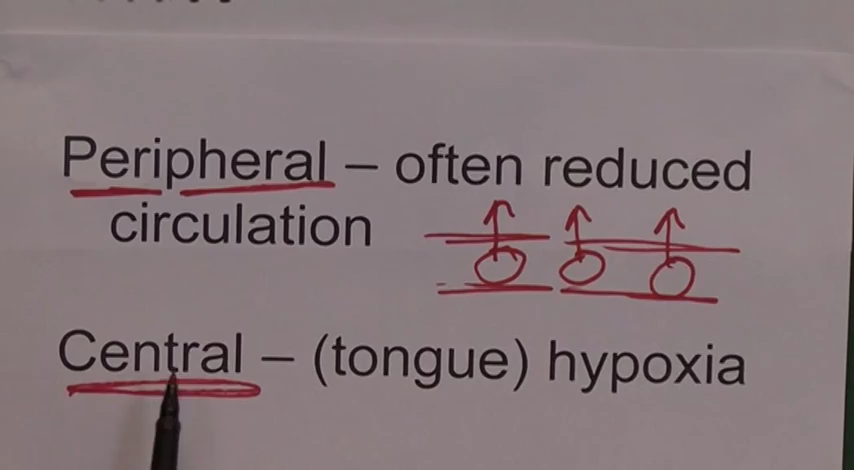 Peripheral – often reduced
circulation
Central – (tongue) hypoxia